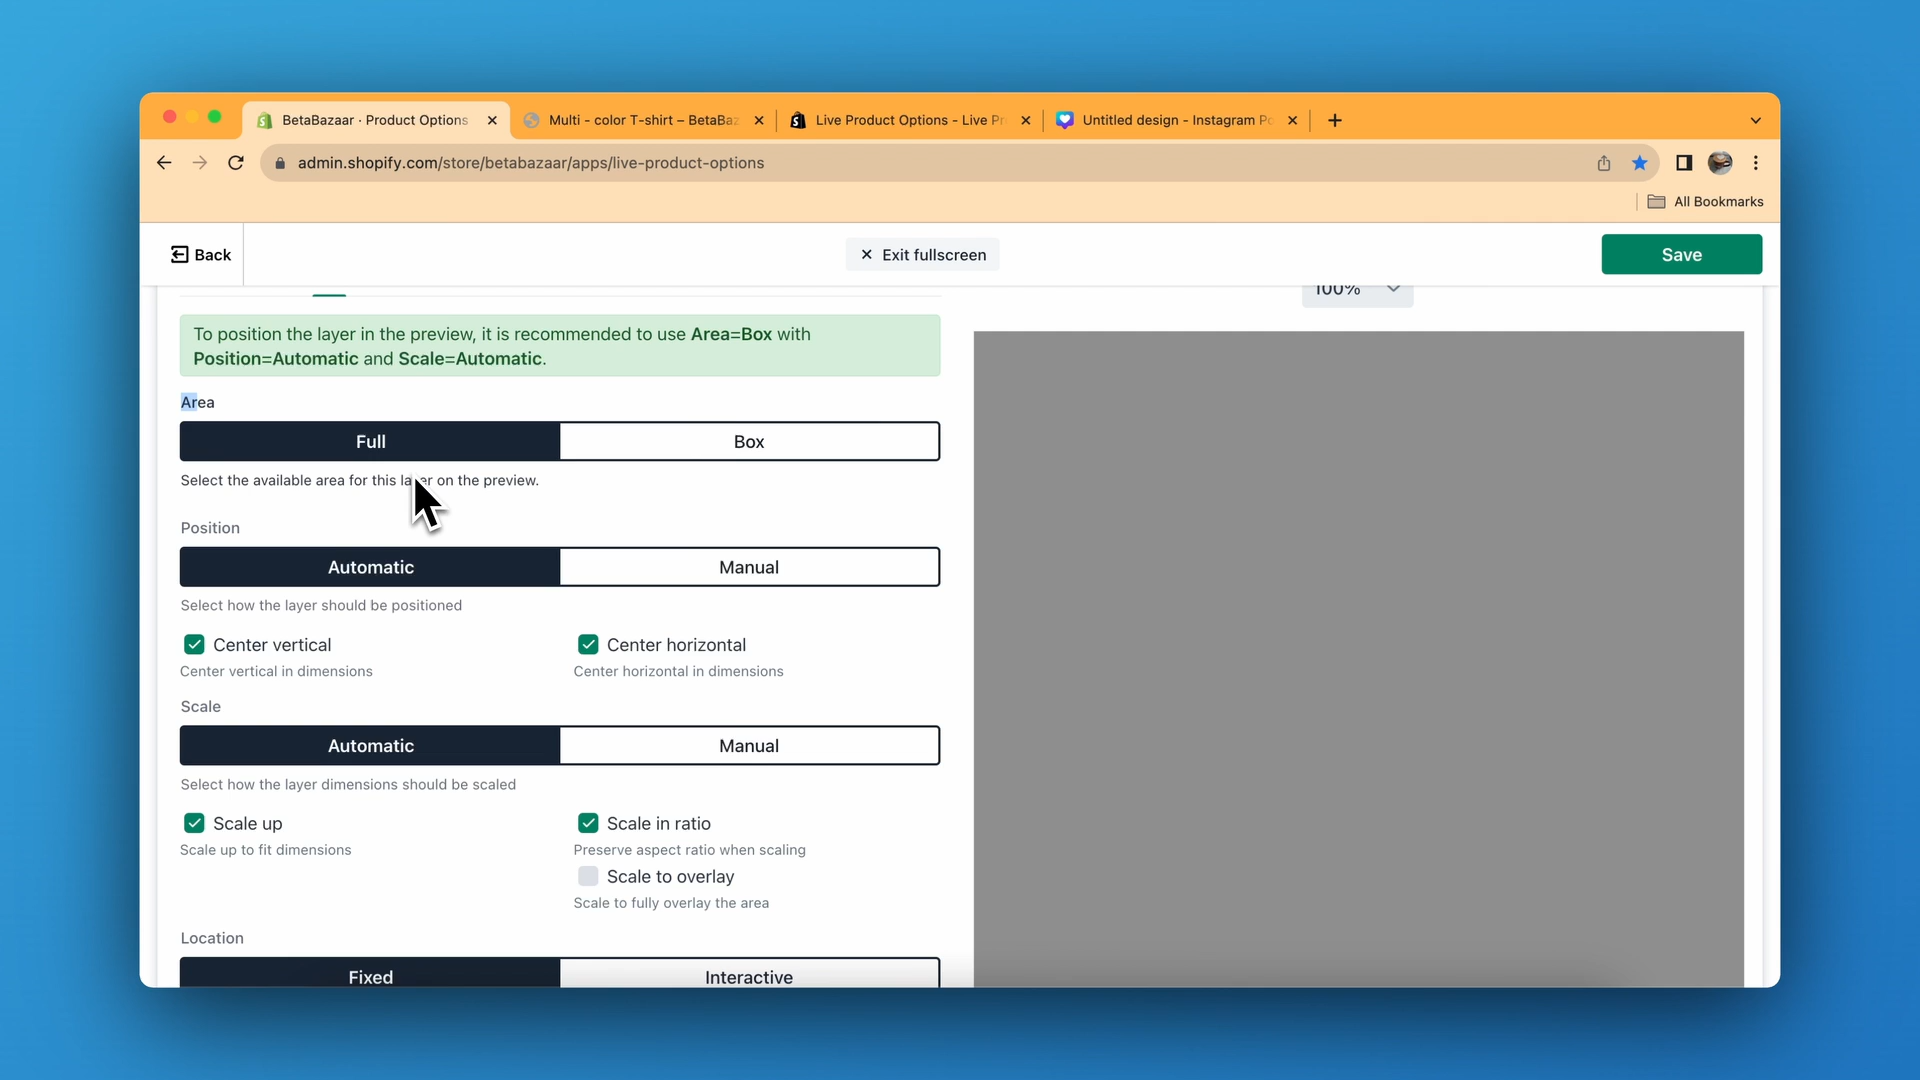 BetaBazaar · Product Options
Multi - color T-shirt – BetaBaz
Live Product Options - Live Pr
Untitled design - Instagram Po
admin.shopify.com/store/betabazaar/apps/live-product-options
All Bookmarks
Back
Exit fullscreen
Save
100%
To position the layer in the preview, it is recommended to use Area=Box with
Position=Automatic and Scale=Automatic.
Area
Full
Box
Select the available area for this layer on the preview.
Position
Automatic
Manual
Select how the layer should be positioned
Center vertical
Center horizontal
Center vertical in dimensions
Center horizontal in dimensions
Scale
Automatic
Manual
Select how the layer dimensions should be scaled
Scale up
Scale in ratio
Scale up to fit dimensions
Preserve aspect ratio when scaling
Scale to overlay
Scale to fully overlay the area
Location
Fixed
Interactive